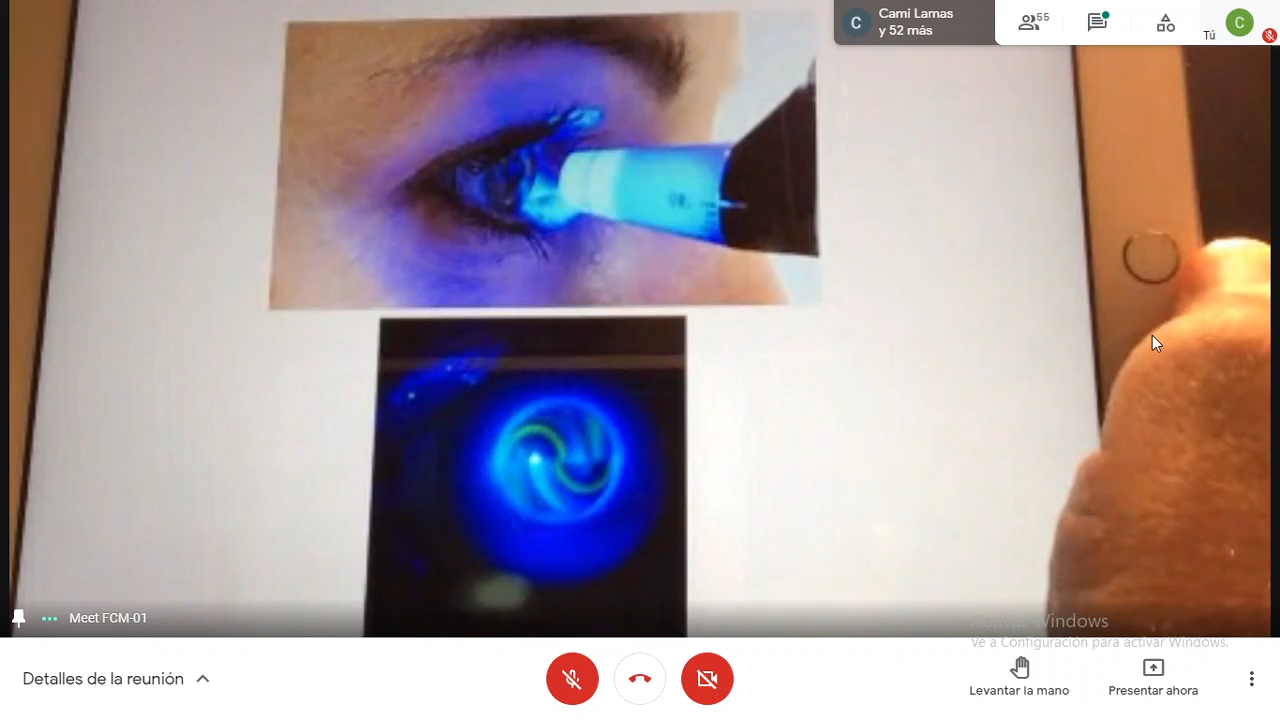 C
Cami Lamas
y 52 más
55
Tú
C
Meet FCM-01
Activar Windows
Ve a Configuración para activar Windows.
Detalles de la reunión
Levantar la mano
Presentar ahora